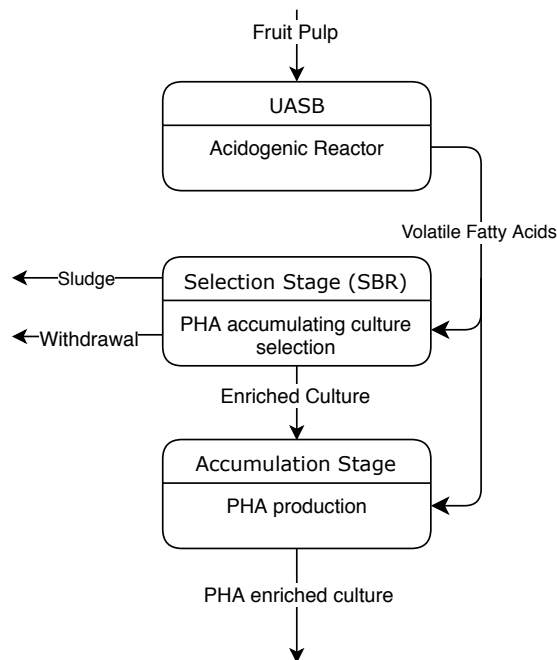 Fruit Pulp
UASB
Acidogenic Reactor
Volatile Fatty Acids
Sludge
Selection Stage (SBR)
Withdrawal
PHA accumulating culture
selection
Enriched Culture
Accumulation Stage
PHA production
PHA enriched culture